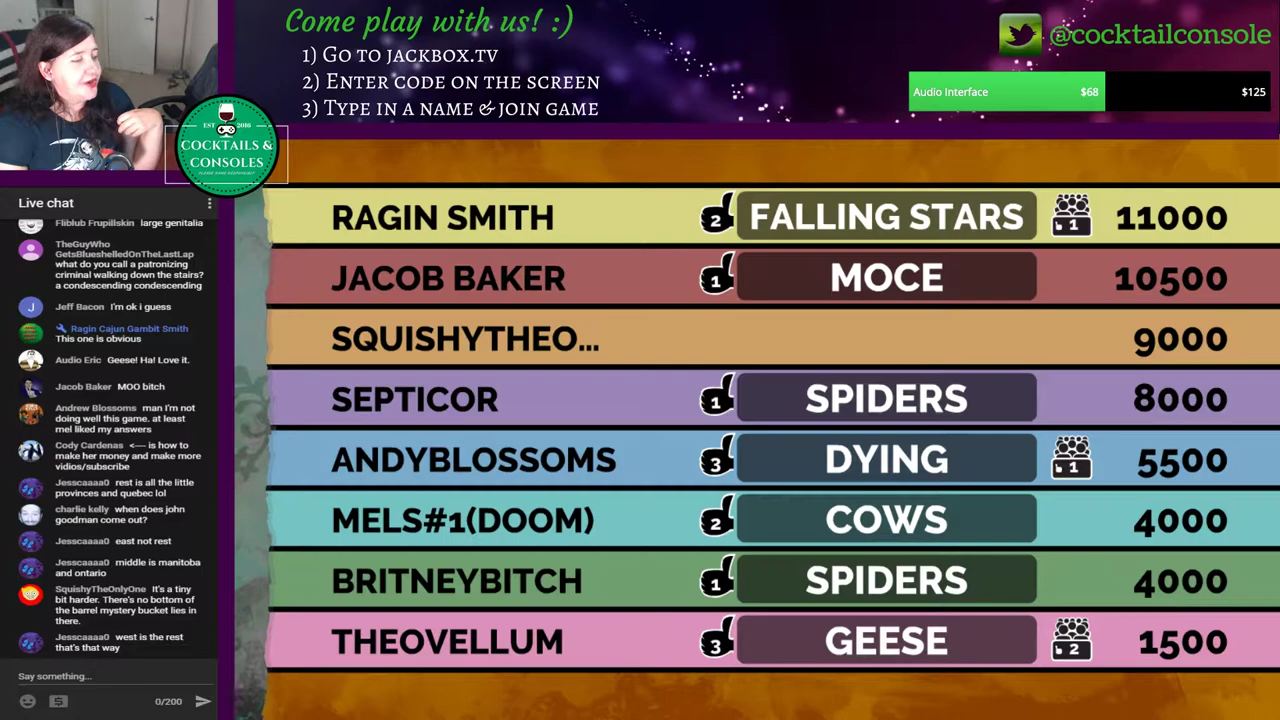 Come play with us! :)
1) Go to jackbox.tv
2) Enter code on the screen
3) Type in a name & join game
@cocktailconsole
Audio Interface $68 $125
EST 2016
COCKTAILS &
CONSOLES
Live chat
Fliblub Frupillskin large genitalia
TheGuyWho
GetsBlueshelledOnTheLastLap
what do you call a patronizing
criminal walking down the stairs?
a condescending condescending
Jeff Bacon I'm ok i guess
Ragin Cajun Gambit Smith
This one is obvious
Audio Eric Geese! Ha! Love it.
Jacob Baker MOO bitch
Andrew Blossoms man I'm not
doing well this game. at least
mel liked my answers
Cody Cardenas <---- is how to
make her money and make more
vidios/subscribe
Jesscaaaa0 rest is all the little
provinces and quebec lol
charlie kelly when does john
goodman come out?
Jesscaaaa0 east not rest
Jesscaaaa0 middle is manitoba
and ontario
SquishyTheOnlyOne It's a tiny
bit harder. There's no bottom of
the barrel mystery bucket lies in
there.
Jesscaaaa0 west is the rest
that's that way
Say something...
0/200
RAGIN SMITH 2 FALLING STARS 1 11000
JACOB BAKER 1 MOCE 10500
SQUISHYTHEO... 9000
SEPTICOR 1 SPIDERS 8000
ANDYBLOSSOMS 3 DYING 1 5500
MELS#1(DOOM) 2 COWS 4000
BRITNEYBITCH 1 SPIDERS 4000
THEOVELLUM 3 GEESE 2 1500